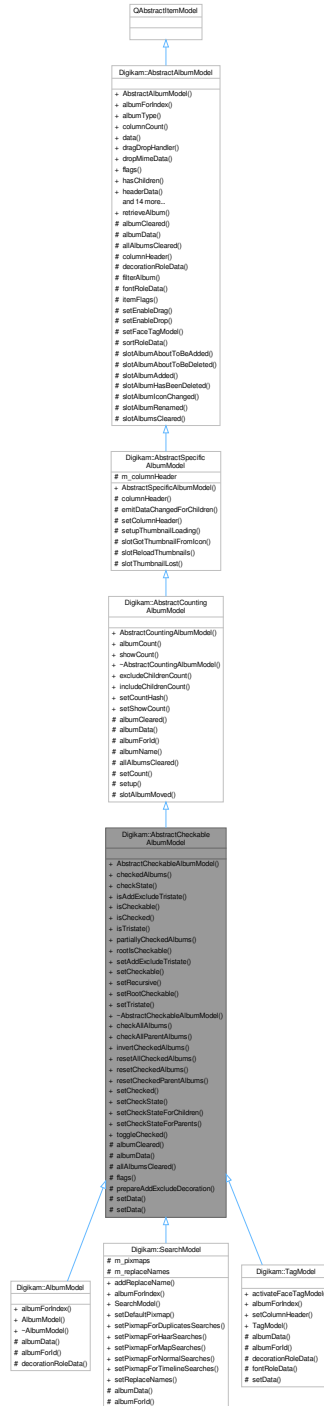 QAbstractItemModel
Digikam::AbstractAlbumModel
+ AbstractAlbumModel()
+ albumForIndex()
+ albumType()
+ columnCount()
+ data()
+ dragDropHandler()
+ dropMimeData()
+ flags()
+ hasChildren()
+ headerData()
and 14 more...
+ retrieveAlbum()
# albumCleared()
# albumData()
# allAlbumsCleared()
# columnHeader()
# decorationRoleData()
# filterAlbum()
# fontRoleData()
# itemFlags()
# setEnableDrag()
# setEnableDrop()
# setFaceTagModel()
# sortRoleData()
# slotAlbumAboutToBeAdded()
# slotAlbumAboutToBeDeleted()
# slotAlbumAdded()
# slotAlbumHasBeenDeleted()
# slotAlbumIconChanged()
# slotAlbumRenamed()
# slotAlbumsCleared()
Digikam::AbstractSpecific
AlbumModel
# m_columnHeader
+ AbstractSpecificAlbumModel()
# columnHeader()
# emitDataChangedForChildren()
# setColumnHeader()
# setupThumbnailLoading()
# slotGotThumbnailFromIcon()
# slotReloadThumbnails()
# slotThumbnailLost()
Digikam::AbstractCounting
AlbumModel
+ AbstractCountingAlbumModel()
+ albumCount()
+ showCount()
+ ~AbstractCountingAlbumModel()
+ excludeChildrenCount()
+ includeChildrenCount()
+ setCountHash()
+ setShowCount()
# albumCleared()
# albumData()
# albumForId()
# albumName()
# allAlbumsCleared()
# setCount()
# setup()
# slotAlbumMoved()
Digikam::AbstractCheckable
AlbumModel
+ AbstractCheckableAlbumModel()
+ checkedAlbums()
+ checkState()
+ isAddExcludeTristate()
+ isCheckable()
+ isChecked()
+ isTristate()
+ partiallyCheckedAlbums()
+ rootIsCheckable()
+ setAddExcludeTristate()
+ setCheckable()
+ setRecursive()
+ setRootCheckable()
+ setTristate()
+ ~AbstractCheckableAlbumModel()
+ checkAllAlbums()
+ checkAllParentAlbums()
+ invertCheckedAlbums()
+ resetAllCheckedAlbums()
+ resetCheckedAlbums()
+ resetCheckedParentAlbums()
+ setChecked()
+ setCheckState()
+ setCheckStateForChildren()
+ setCheckStateForParents()
+ toggleChecked()
# albumCleared()
# albumData()
# allAlbumsCleared()
# flags()
# prepareAddExcludeDecoration()
# setData()
# setData()
Digikam::AlbumModel
+ albumForIndex()
+ AlbumModel()
+ ~AlbumModel()
# albumData()
# albumForId()
# decorationRoleData()
Digikam::SearchModel
# m_pixmaps
# m_replaceNames
+ addReplaceName()
+ albumForIndex()
+ SearchModel()
+ setDefaultPixmap()
+ setPixmapForDuplicatesSearches()
+ setPixmapForHaarSearches()
+ setPixmapForMapSearches()
+ setPixmapForNormalSearches()
+ setPixmapForTimelineSearches()
+ setReplaceNames()
# albumData()
# albumForId()
Digikam::TagModel
+ activateFaceTagModel()
+ albumForIndex()
+ setColumnHeader()
+ TagModel()
# albumData()
# albumForId()
# decorationRoleData()
# fontRoleData()
# setData()